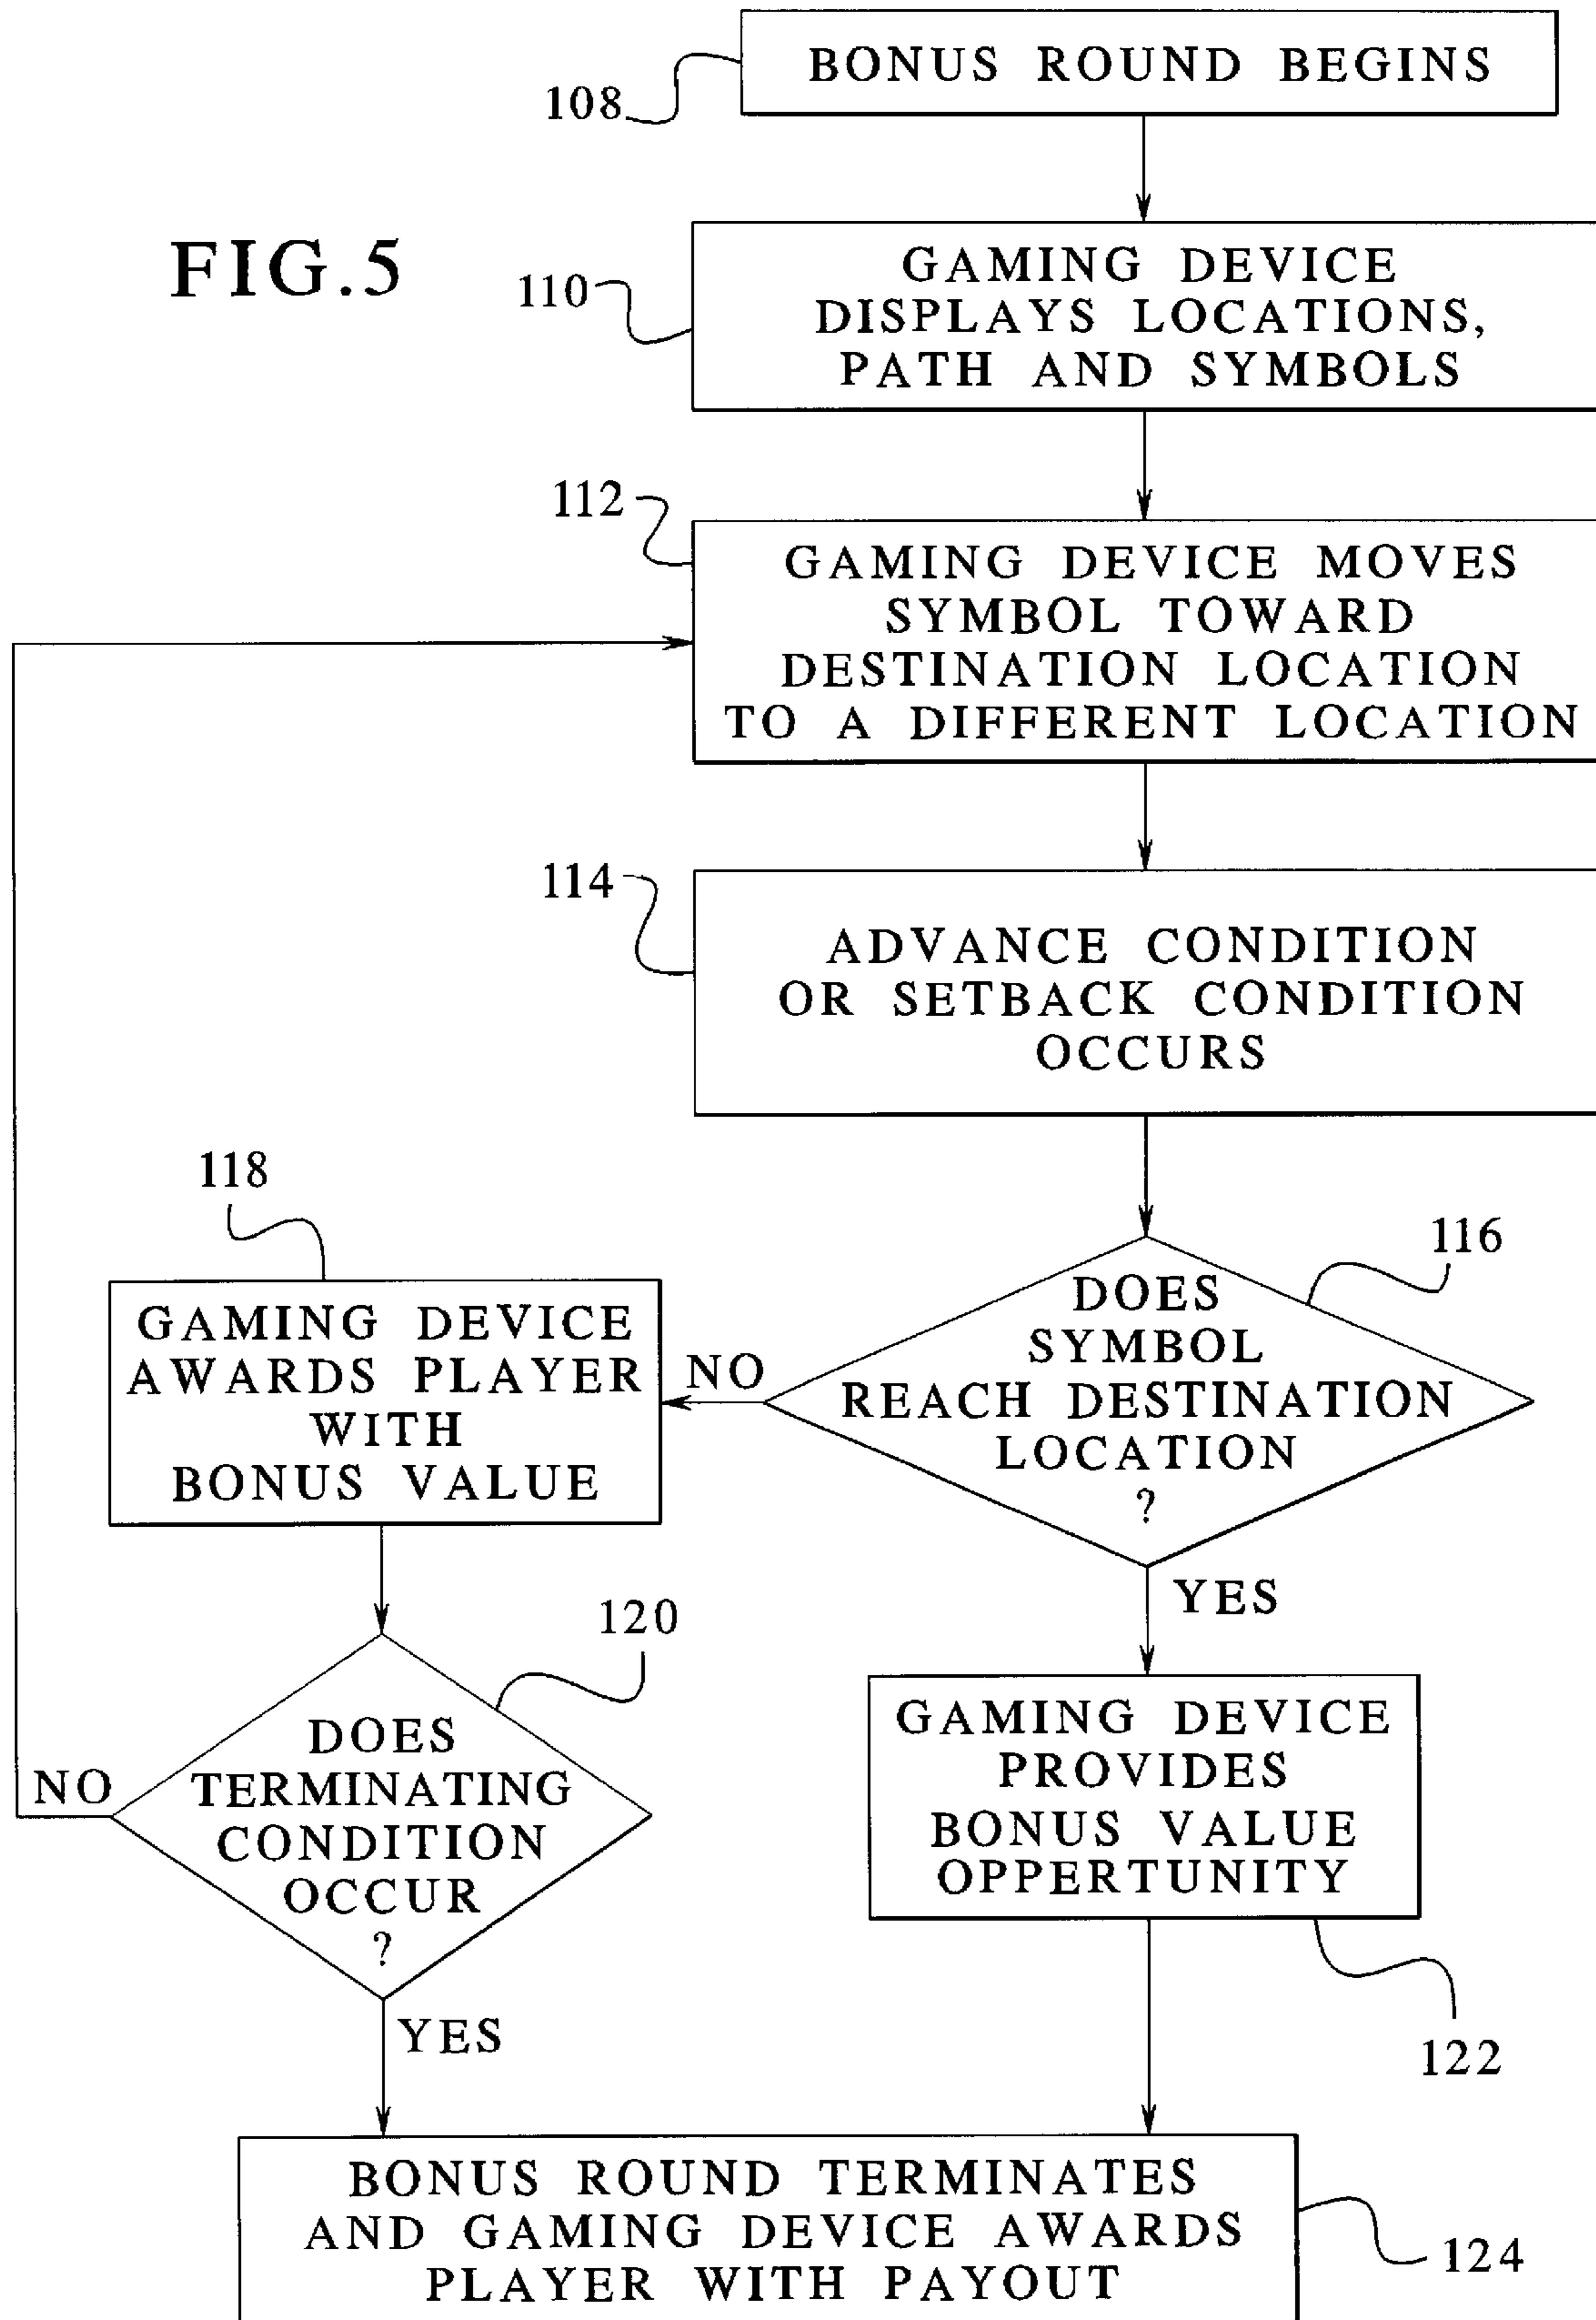 BONUS ROUND BEGINS
108
FIG.5
110
GAMING DEVICE
DISPLAYS LOCATIONS,
PATH AND SYMBOLS
112
GAMING DEVICE MOVES
SYMBOL TOWARD
DESTINATION LOCATION
TO A DIFFERENT LOCATION
114
ADVANCE CONDITION
OR SETBACK CONDITION
OCCURS
118
116
GAMING DEVICE
AWARDS PLAYER
WITH
BONUS VALUE
NO
DOES
SYMBOL
REACH DESTINATION
LOCATION
?
YES
120
DOES
TERMINATING
CONDITION
OCCUR
?
NO
YES
GAMING DEVICE
PROVIDES
BONUS VALUE
OPPERTUNITY
122
BONUS ROUND TERMINATES
AND GAMING DEVICE AWARDS
PLAYER WITH PAYOUT
124